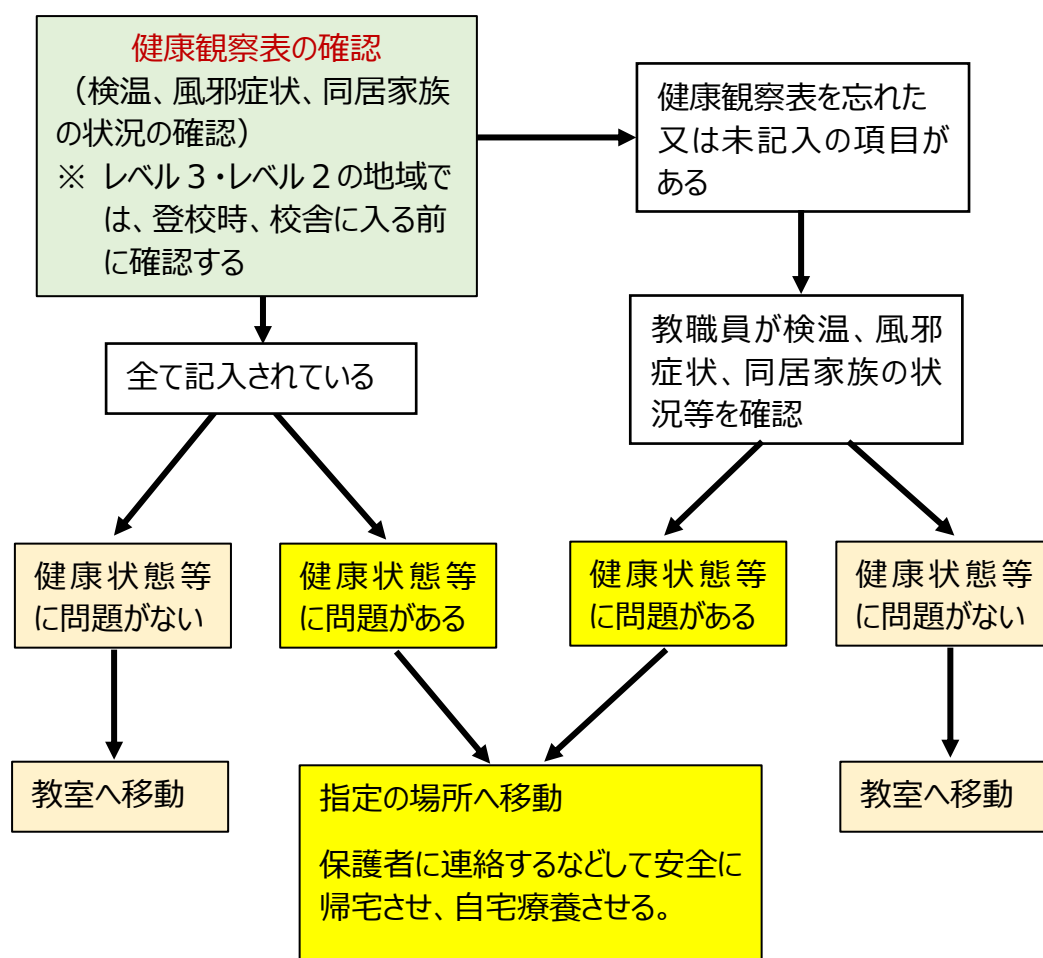 健康観察表の確認
（検温、風邪症状、同居家族
の状況の確認）
※ レベル３・レベル２の地域で
は、登校時、校舎に入る前
に確認する
健康観察表を忘れた
又は未記入の項目が
ある
全て記入されている
教職員が検温、風邪
症状、同居家族の状
況等を確認
健康状態等
に問題がない
健康状態等
に問題がある
健康状態等
に問題がある
健康状態等
に問題がない
教室へ移動
指定の場所へ移動
保護者に連絡するなどして安全に
帰宅させ、自宅療養させる。
教室へ移動